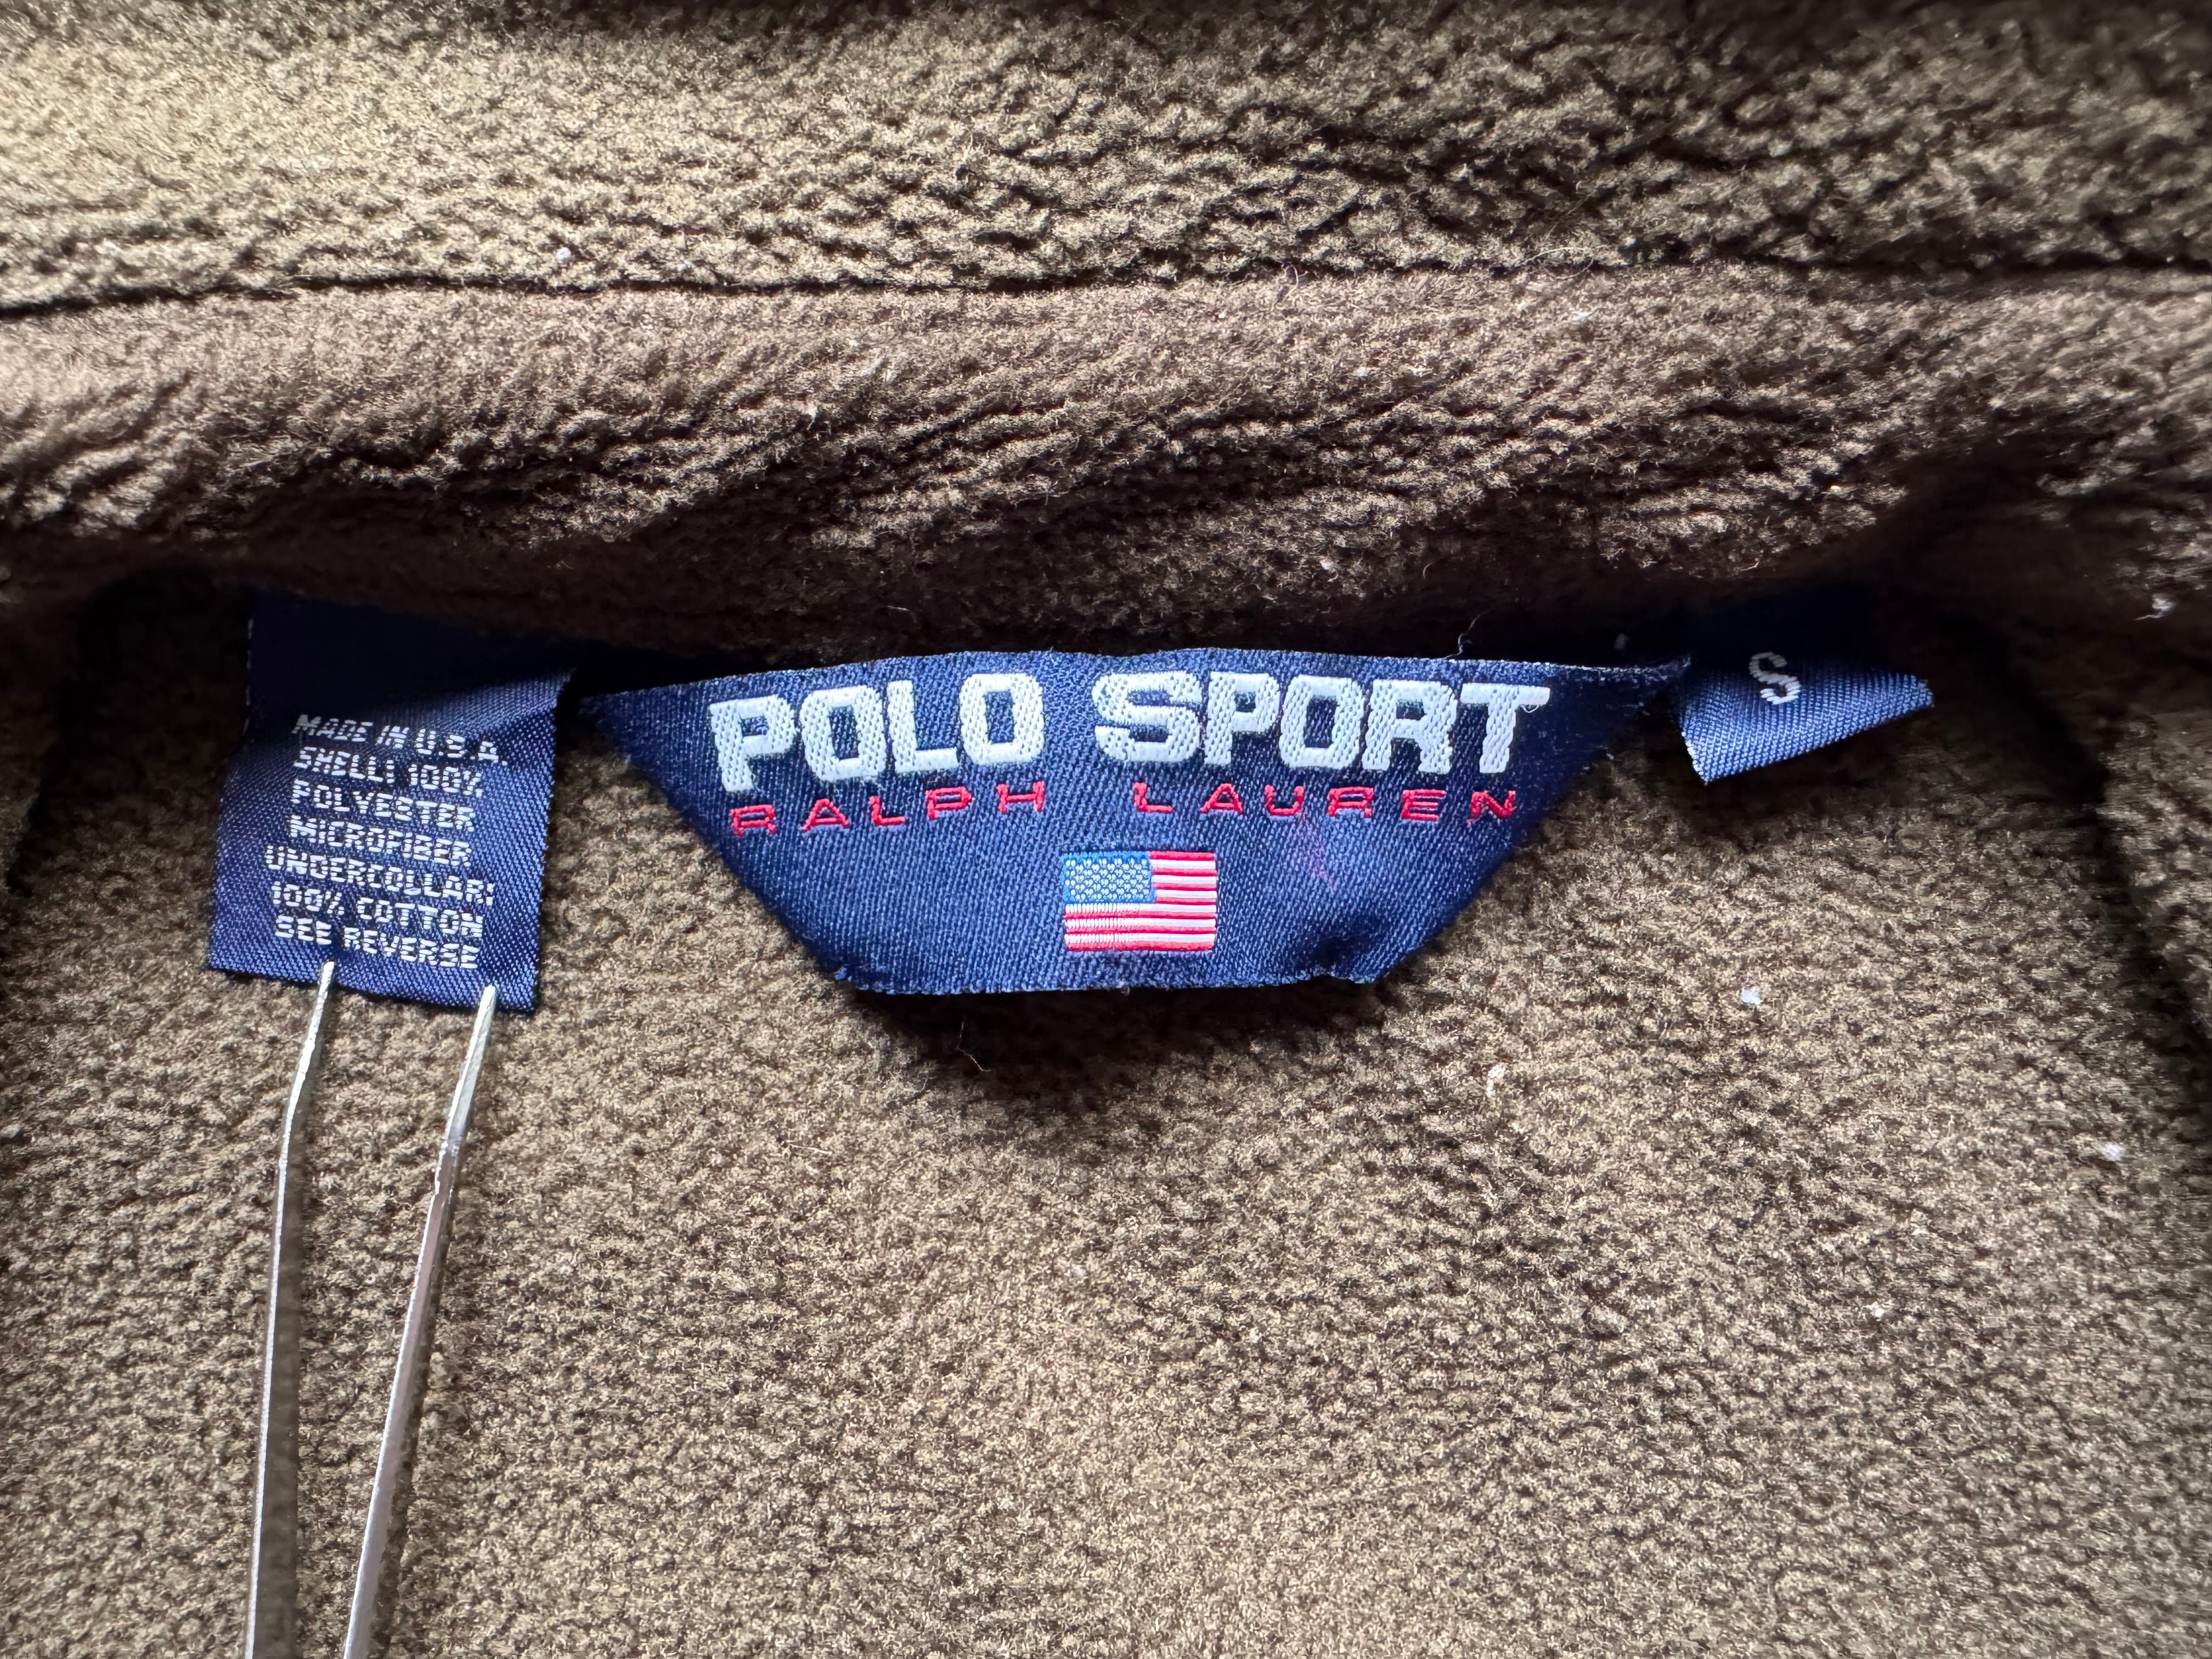 MADE IN U.S.A.
SHELL: 100%
POLYESTER
MICROFIBER
UNDERCOLLAR:
100% COTTON
SEE REVERSE
POLO SPORT
RALPH LAUREN
S